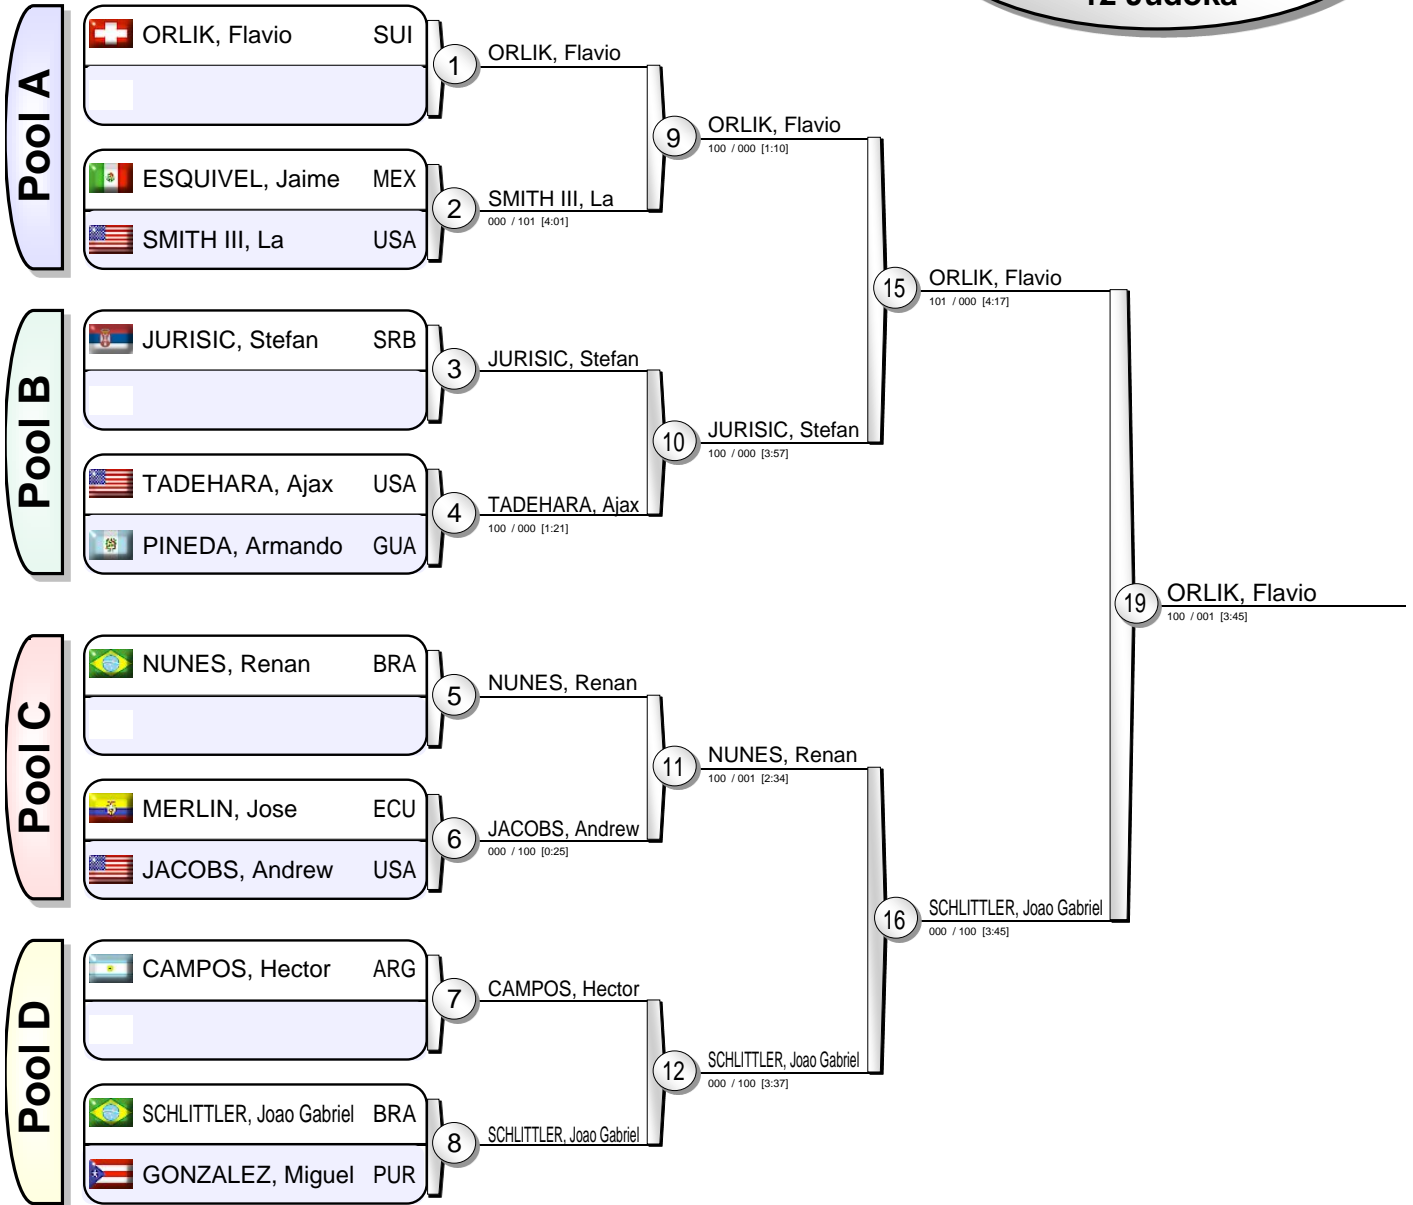 12 Judoka
Pool A
ORLIK, Flavio SUI
1
ORLIK, Flavio
ESQUIVEL, Jaime MEX
SMITH III, La USA
2
SMITH III, La
000 / 101 [4:01]
9
ORLIK, Flavio
100 / 000 [1:10]
Pool B
JURISIC, Stefan SRB
3
JURISIC, Stefan
TADEHARA, Ajax USA
PINEDA, Armando GUA
4
TADEHARA, Ajax
100 / 000 [1:21]
10
JURISIC, Stefan
100 / 000 [3:57]
15
ORLIK, Flavio
101 / 000 [4:17]
Pool C
NUNES, Renan BRA
5
NUNES, Renan
MERLIN, Jose ECU
JACOBS, Andrew USA
6
JACOBS, Andrew
000 / 100 [0:25]
11
NUNES, Renan
100 / 001 [2:34]
Pool D
CAMPOS, Hector ARG
7
CAMPOS, Hector
SCHLITTLER, Joao Gabriel BRA
GONZALEZ, Miguel PUR
8
SCHLITTLER, Joao Gabriel
12
SCHLITTLER, Joao Gabriel
000 / 100 [3:37]
16
SCHLITTLER, Joao Gabriel
000 / 100 [3:45]
19
ORLIK, Flavio
100 / 001 [3:45]